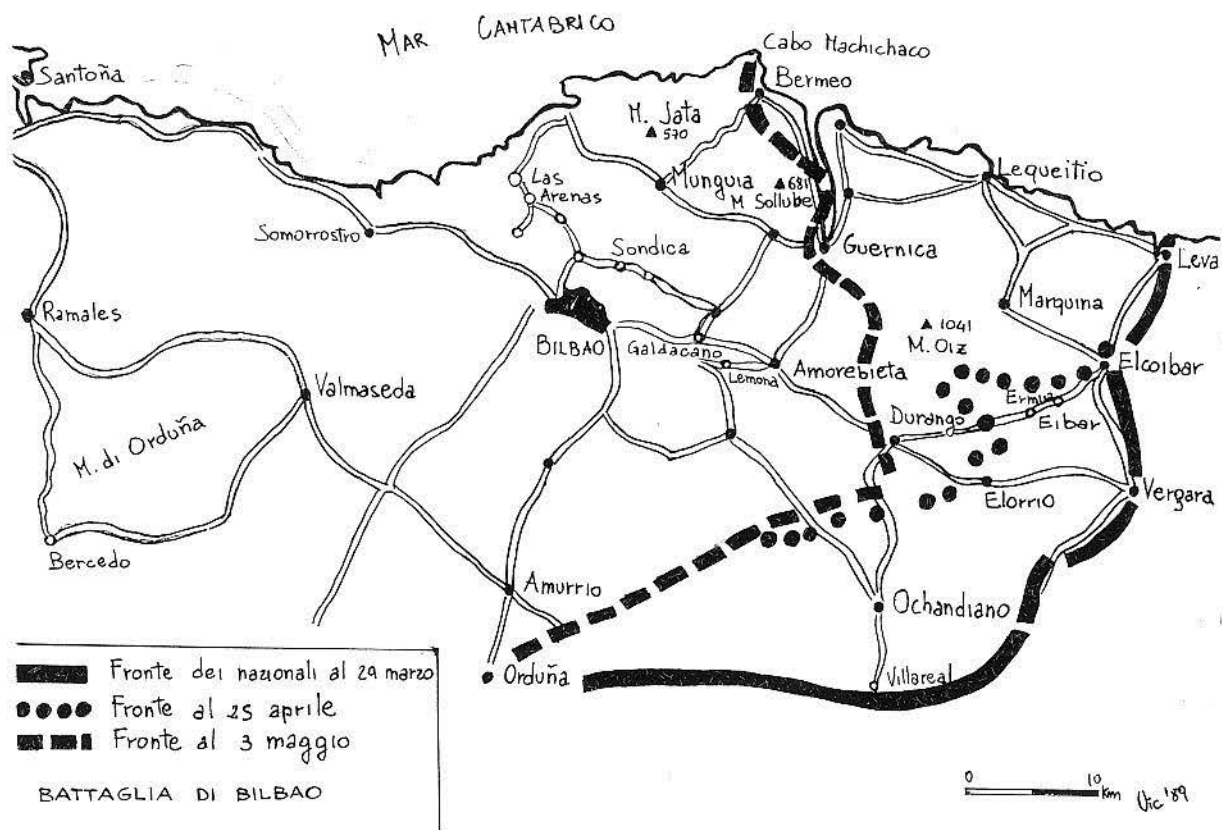 MAR CANTABRICO
Cabo Machichaco
Santoña
Bermeo
M. Jata
570
Las
Arenas
Munguia
681
M Sollube
Lequeitio
Somorrostro
Sondica
Guernica
Leva
Ramales
Marquina
1041
M. Oiz
BILBAO
Galdacano
Lemona
Amorebieta
Elcoibar
Valmaseda
Ermua
Durango
Eibar
M. di Orduña
Elorrio
Vergara
Bercedo
Amurrio
Ochandiano
Orduña
Villareal
Fronte dei nazionali al 29 marzo
Fronte al 25 aprile
Fronte al 3 maggio
BATTAGLIA DI BILBAO
0 10
Km
Vic '89